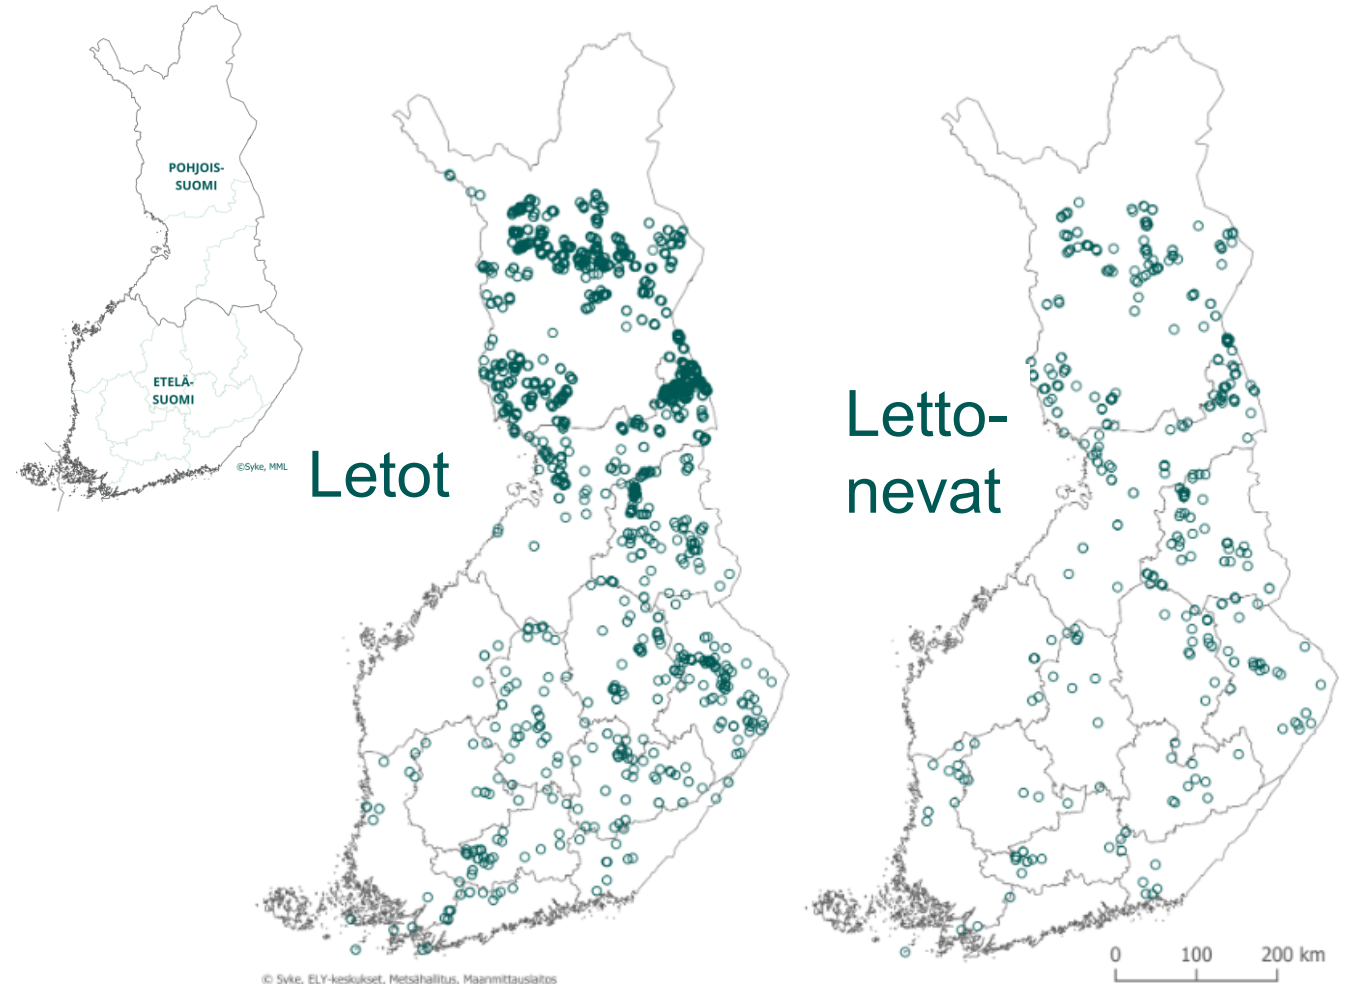 POHJOIS-
SUOMI
ETELÄ-
SUOMI
©Syke, MML
Letot
Letto-
nevat
0 100 200 km
© Syke, ELY-keskukset, Metsähallitus, Maanmittauslaitos